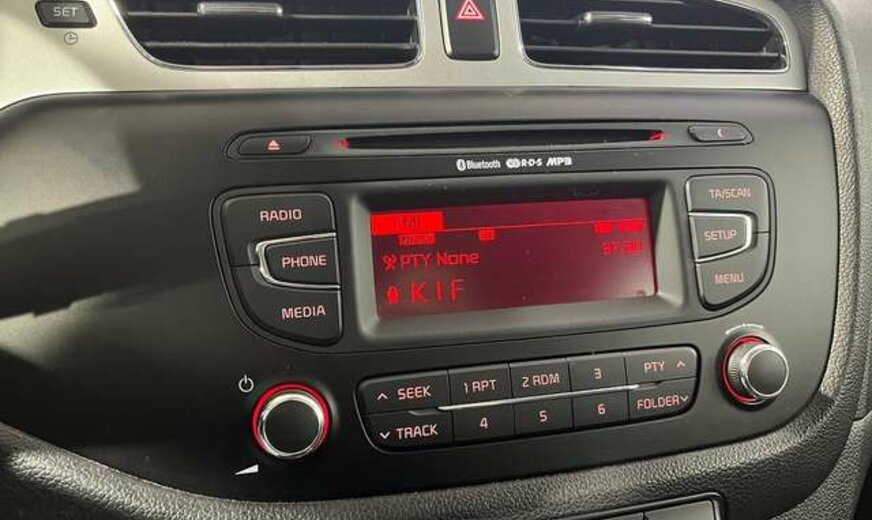 SET
Bluetooth R·D·S MP3
RADIO
PHONE
MEDIA
PTY None
KIF
TA/SCAN
SETUP
MENU
SEEK 1 RPT 2 RDM 3 PTY
TRACK 4 5 6 FOLDER